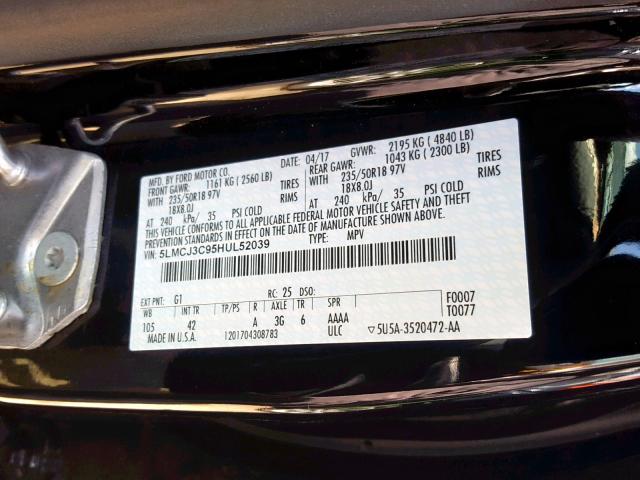 MFD. BY FORD MOTOR CO.
DATE: 04/17 GVWR: 2195 KG ( 4840 LB)
FRONT GAWR: 1161 KG ( 2560 LB) REAR GAWR: 1043 KG ( 2300 LB)
WITH 235/50R18 97V TIRES WITH 235/50R18 97V TIRES
18X8.0J RIMS 18X8.0J RIMS
AT 240 kPa/ 35 PSI COLD AT 240 kPa/ 35 PSI COLD
THIS VEHICLE CONFORMS TO ALL APPLICABLE FEDERAL MOTOR VEHICLE SAFETY AND THEFT
PREVENTION STANDARDS IN EFFECT ON THE DATE OF MANUFACTURE SHOWN ABOVE.
VIN: 5LMCJ3C95HUL52039 TYPE: MPV
EXT PNT: G1 RC: 25 DSO: F0007
WB INT TR TP/PS R AXLE TR SPR T0077
105 42 A 3G 6 AAAA
MADE IN U.S.A. 1201704308783 ULC ▽5U5A-3520472-AA